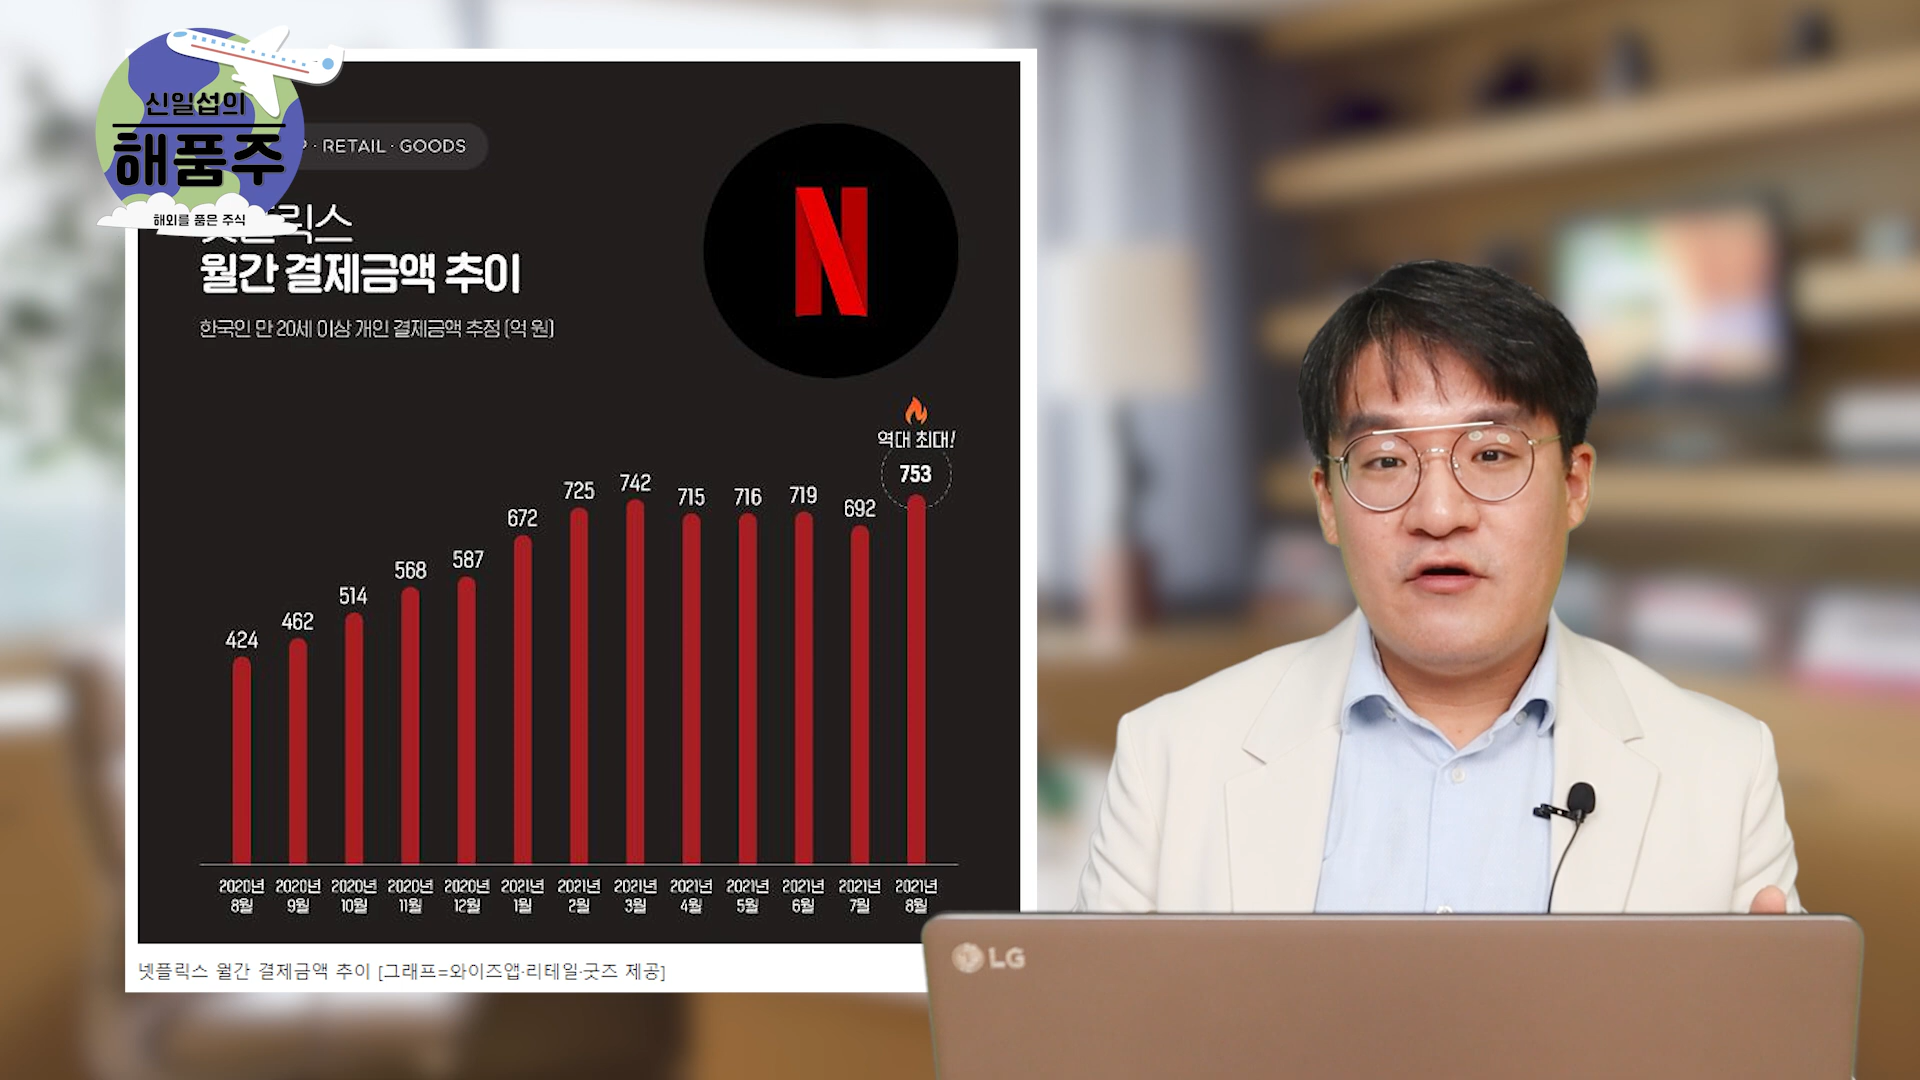 신일섭의
해품주
해외를 품은 주식
· RETAIL · GOODS
릭스
월간 결제금액 추이
한국인 만 20세 이상 개인 결제금액 추정 (억 원)
역대 최대!
424
462
514
568
587
672
725
742
715
716
719
692
753
2020년 8월
2020년 9월
2020년 10월
2020년 11월
2020년 12월
2021년 1월
2021년 2월
2021년 3월
2021년 4월
2021년 5월
2021년 6월
2021년 7월
2021년 8월
넷플릭스 월간 결제금액 추이 [그래프=와이즈앱·리테일·굿즈 제공]
LG